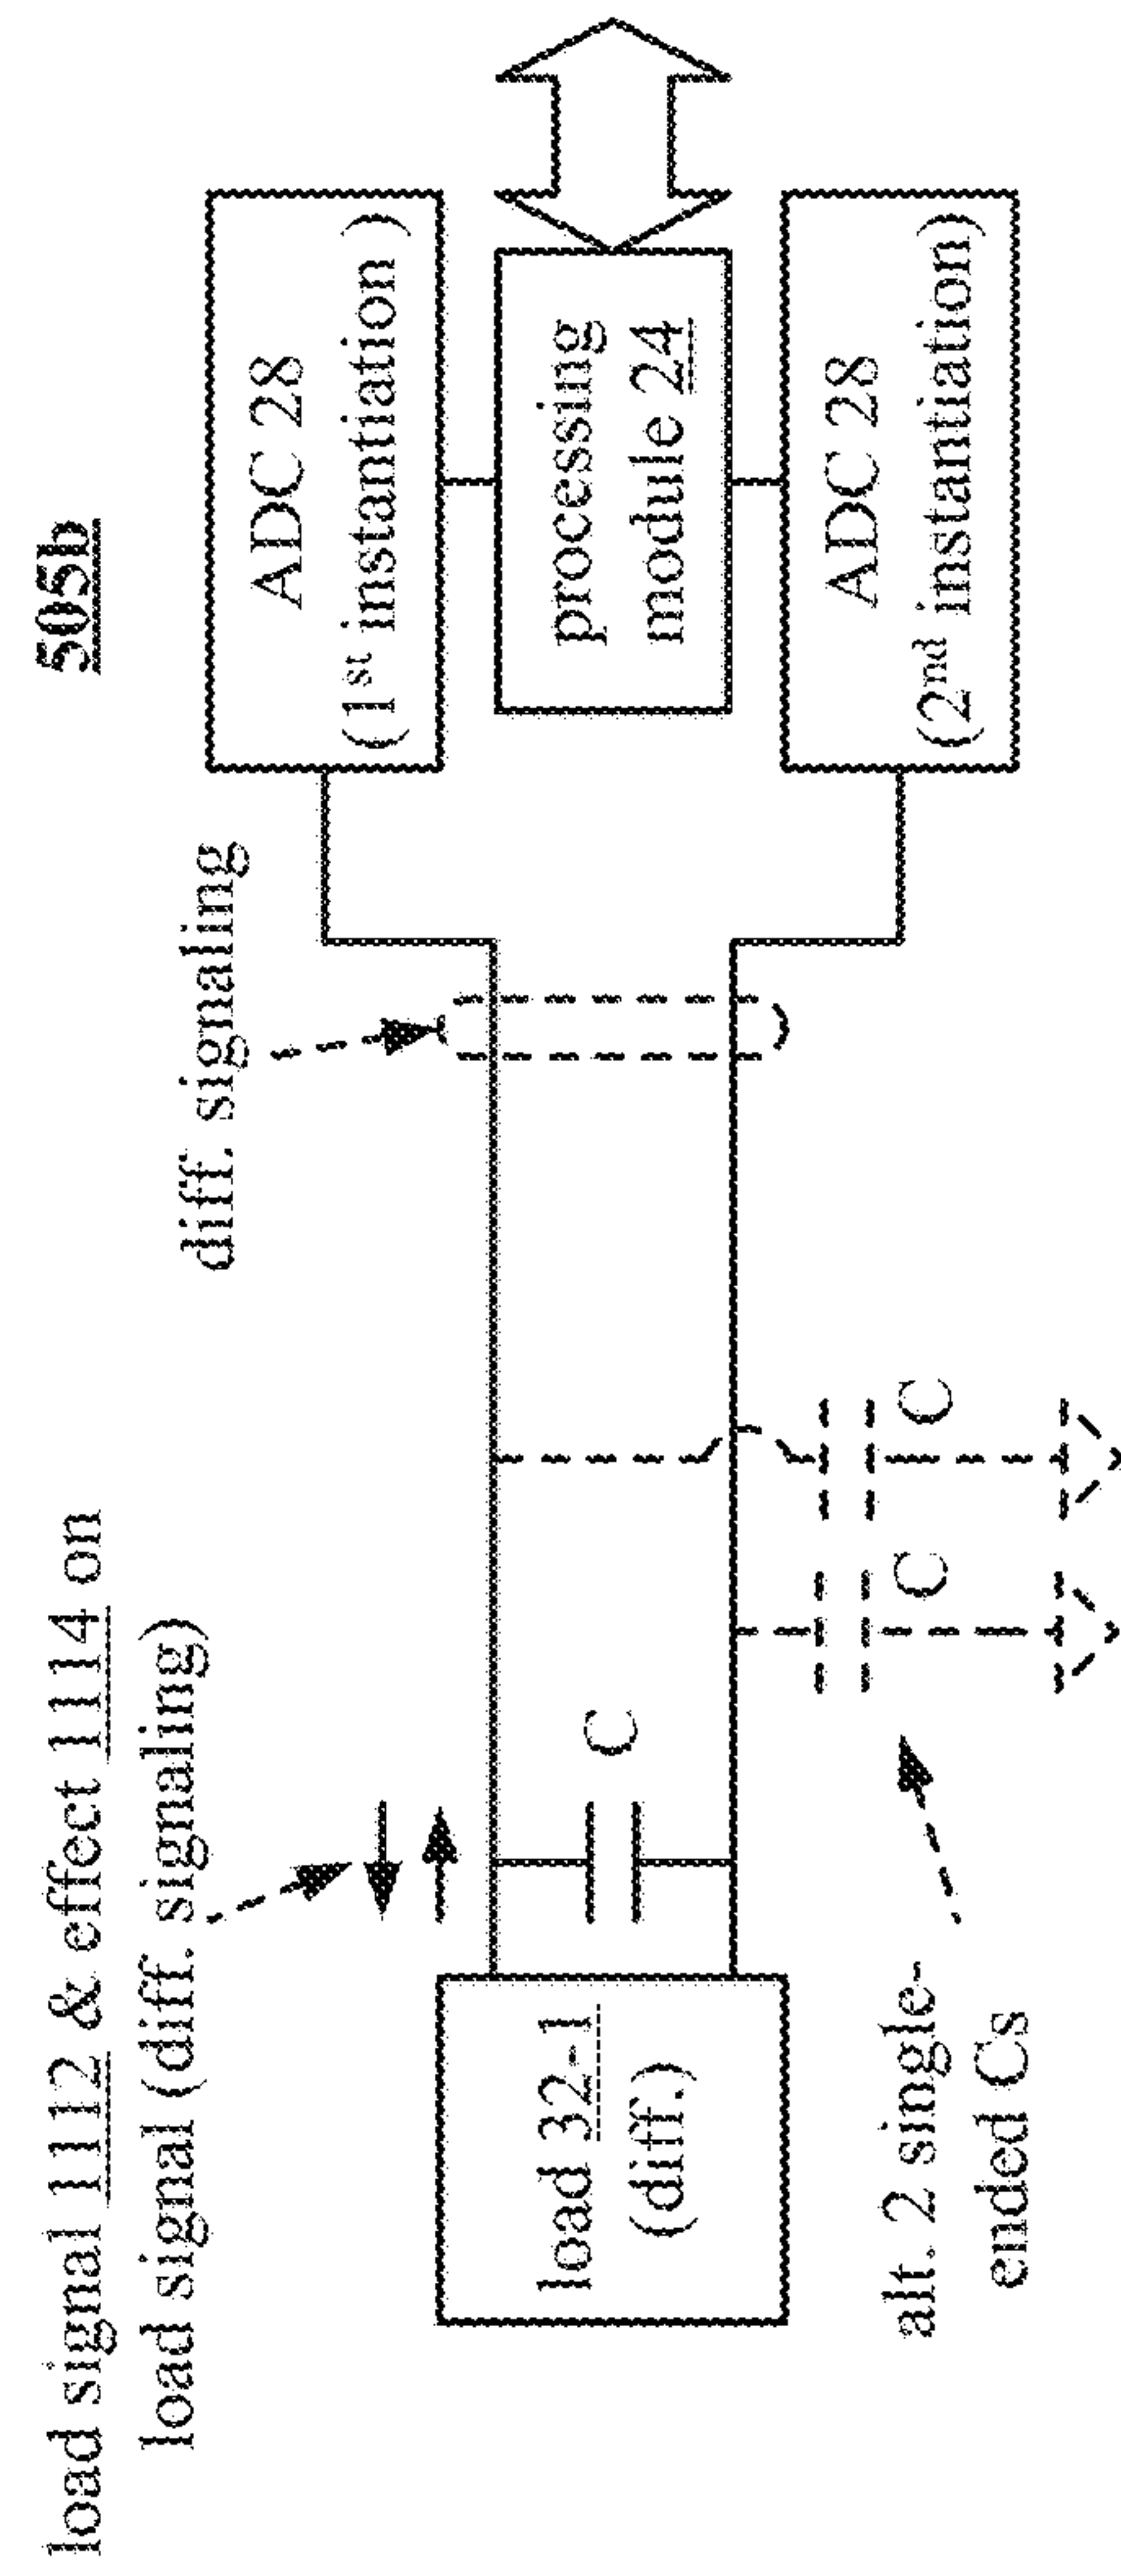 505b
load signal 1112 & effect 1114 on
load signal (diff. signaling)
diff. signaling
ADC 28
(1st instantiation )
load 32-1
(diff.)
C
processing
module 24
C
C
alt. 2 single-
ended Cs
ADC 28
(2nd instantiation)